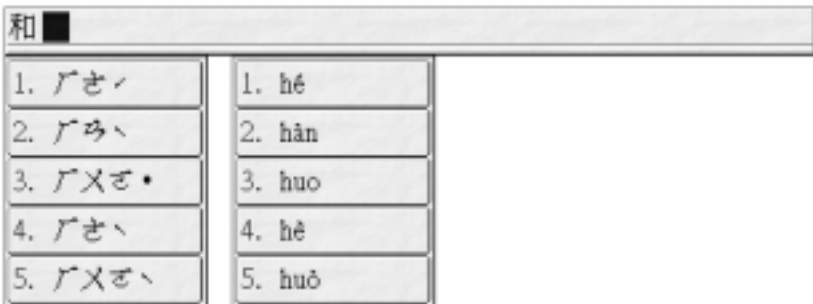 和
1. ㄏㄜˊ
2. ㄏㄢˋ
3. ㄏㄨㄛ˙
4. ㄏㄜˋ
5. ㄏㄨㄛˋ
1. hé
2. hàn
3. huo
4. hè
5. huò